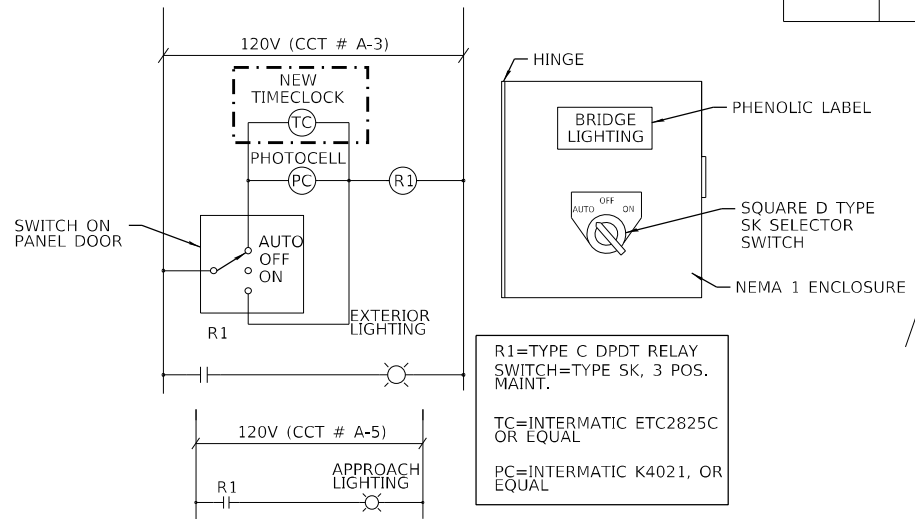 120V (CCT # A-3)
NEW
TIMECLOCK
TC
PHOTOCELL
PC
R1
SWITCH ON
PANEL DOOR
AUTO
OFF
ON
R1
EXTERIOR
LIGHTING
120V (CCT # A-5)
R1
APPROACH
LIGHTING
HINGE
BRIDGE
LIGHTING
PHENOLIC LABEL
AUTO
OFF
ON
SQUARE D TYPE
SK SELECTOR
SWITCH
NEMA 1 ENCLOSURE
R1=TYPE C DPDT RELAY
SWITCH=TYPE SK, 3 POS.
MAINT.
TC=INTERMATIC ETC2825C
OR EQUAL
PC=INTERMATIC K4021, OR
EQUAL